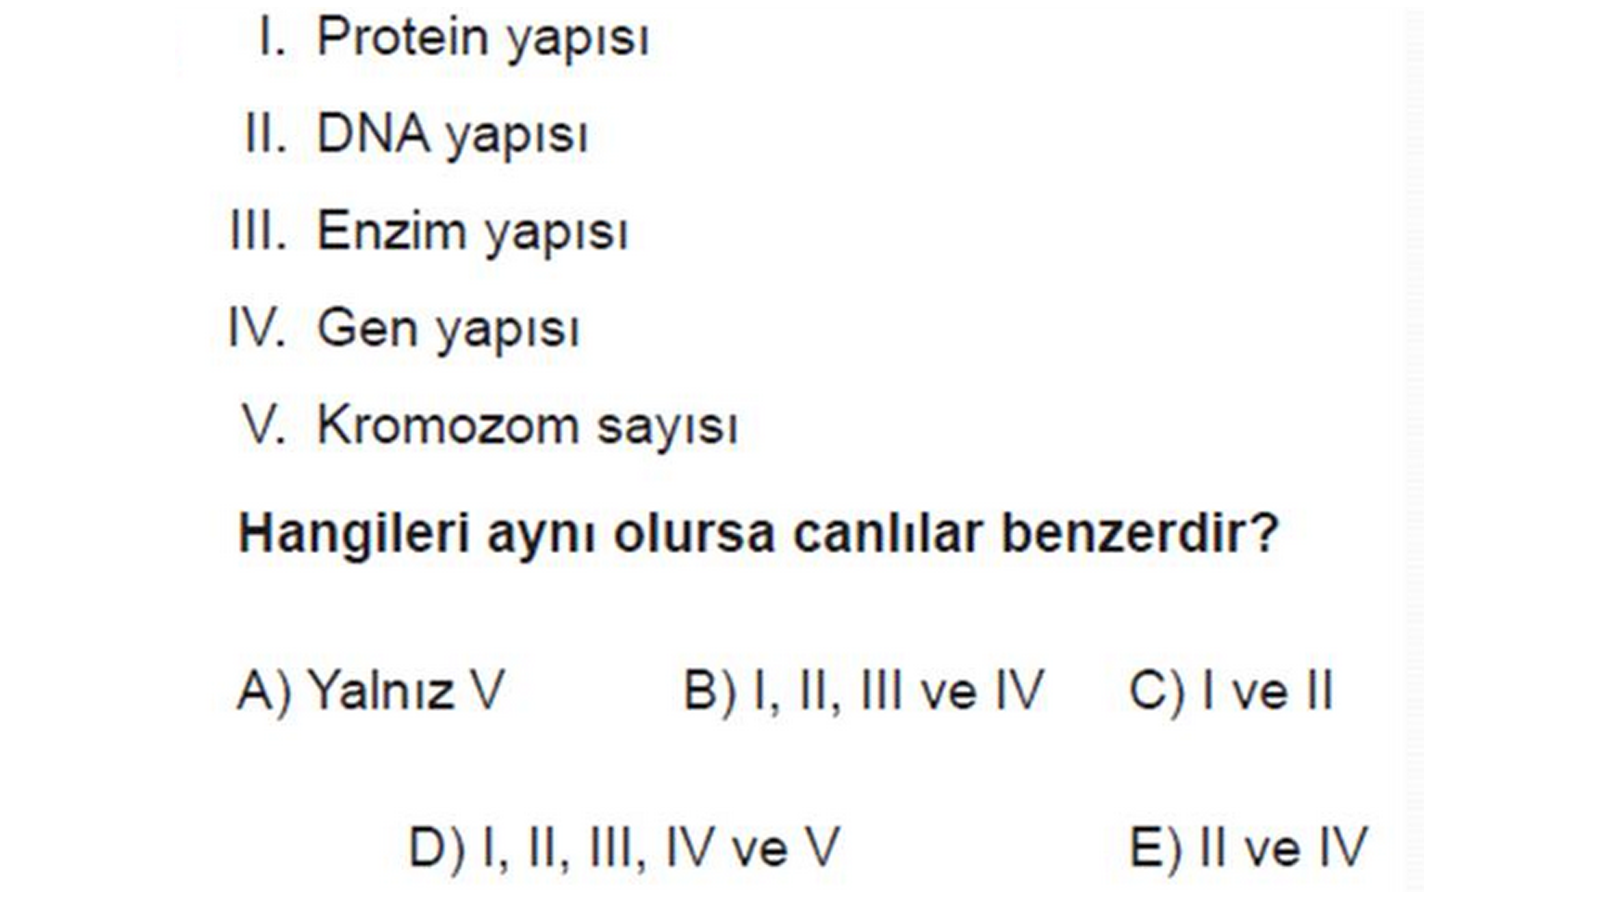 I. Protein yapısı
II. DNA yapısı
III. Enzim yapısı
IV. Gen yapısı
V. Kromozom sayısı
Hangileri aynı olursa canlılar benzerdir?
A) Yalnız V B) I, II, III ve IV C) I ve II
D) I, II, III, IV ve V E) II ve IV